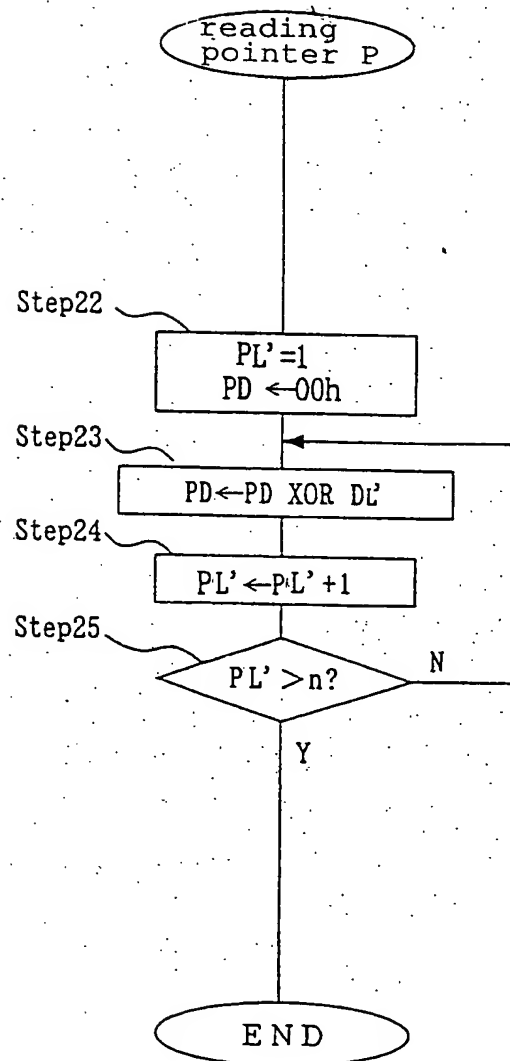 reading
pointer P
Step22
PL'=1
PD ←00h
Step23
PD←PD XOR DL'
Step24
PL'←PL'+1
Step25
PL'>n?
N
Y
END